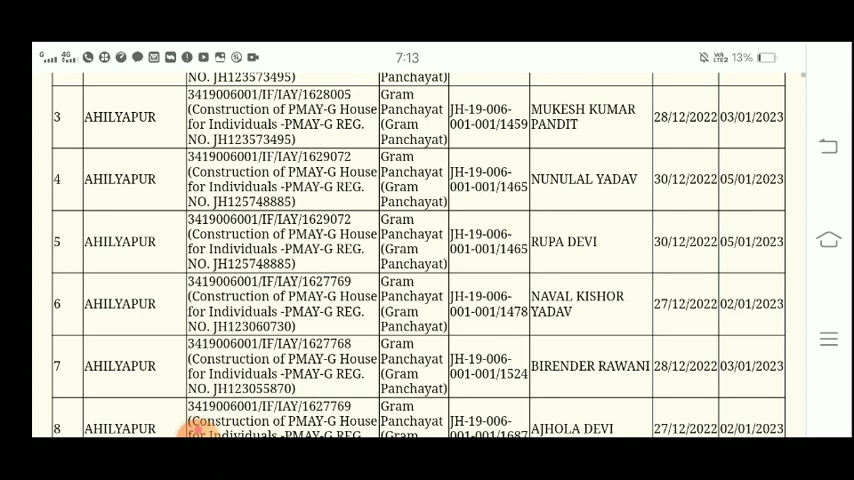 7:13
13%
NO. JH123573495)
Panchayat)
3
AHILYAPUR
3419006001/IF/IAY/1628005
(Construction of PMAY-G House
for Individuals -PMAY-G REG.
NO. JH123573495)
Gram
Panchayat
(Gram
Panchayat)
JH-19-006-
001-001/1459
MUKESH KUMAR
PANDIT
28/12/2022
03/01/2023
4
AHILYAPUR
3419006001/IF/IAY/1629072
(Construction of PMAY-G House
for Individuals -PMAY-G REG.
NO. JH125748885)
Gram
Panchayat
(Gram
Panchayat)
JH-19-006-
001-001/1465
NUNULAL YADAV
30/12/2022
05/01/2023
5
AHILYAPUR
3419006001/IF/IAY/1629072
(Construction of PMAY-G House
for Individuals -PMAY-G REG.
NO. JH125748885)
Gram
Panchayat
(Gram
Panchayat)
JH-19-006-
001-001/1465
RUPA DEVI
30/12/2022
05/01/2023
6
AHILYAPUR
3419006001/IF/IAY/1627769
(Construction of PMAY-G House
for Individuals -PMAY-G REG.
NO. JH123060730)
Gram
Panchayat
(Gram
Panchayat)
JH-19-006-
001-001/1478
NAVAL KISHOR
YADAV
27/12/2022
02/01/2023
7
AHILYAPUR
3419006001/IF/IAY/1627768
(Construction of PMAY-G House
for Individuals -PMAY-G REG.
NO. JH123055870)
Gram
Panchayat
(Gram
Panchayat)
JH-19-006-
001-001/1524
BIRENDER RAWANI
28/12/2022
03/01/2023
8
AHILYAPUR
3419006001/IF/IAY/1627769
(Construction of PMAY-G House
for Individuals -PMAY-G REG.
Gram
Panchayat
(Gram
JH-19-006-
001-001/1687
AJHOLA DEVI
27/12/2022
02/01/2023